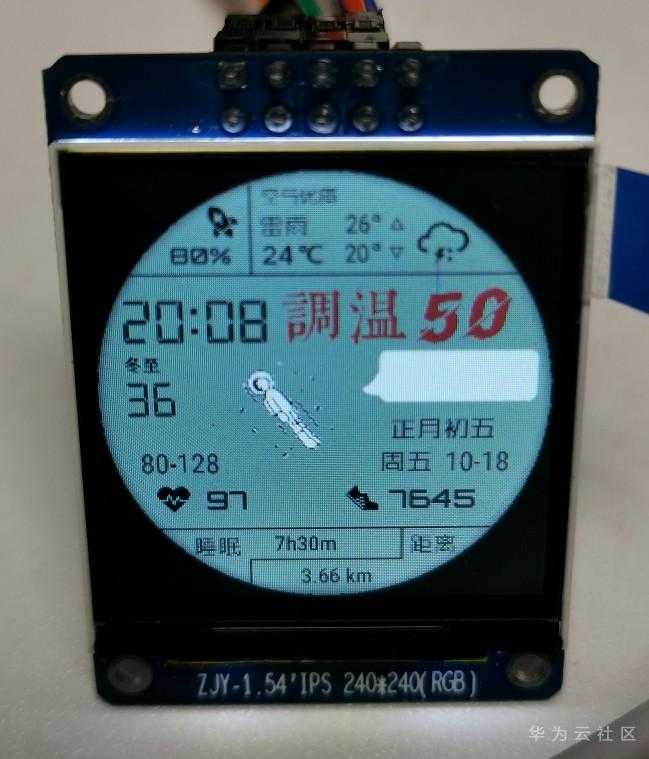 空气优质
雷雨 26° △
80% 24℃ 20° ▽
20:08 調温 50
冬至
36
正月初五
80-128 周五 10-18
97 7645
睡眠 7h30m 距离
3.66 km
ZJY-1.54'IPS 240*240(RGB)
华为云社区